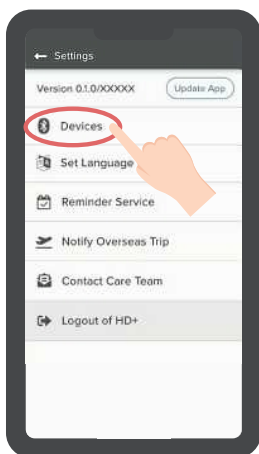 Settings
Version 0.1.0/XXXXX Update App
Devices
Set Language
Reminder Service
Notify Overseas Trip
Contact Care Team
Logout of HD+